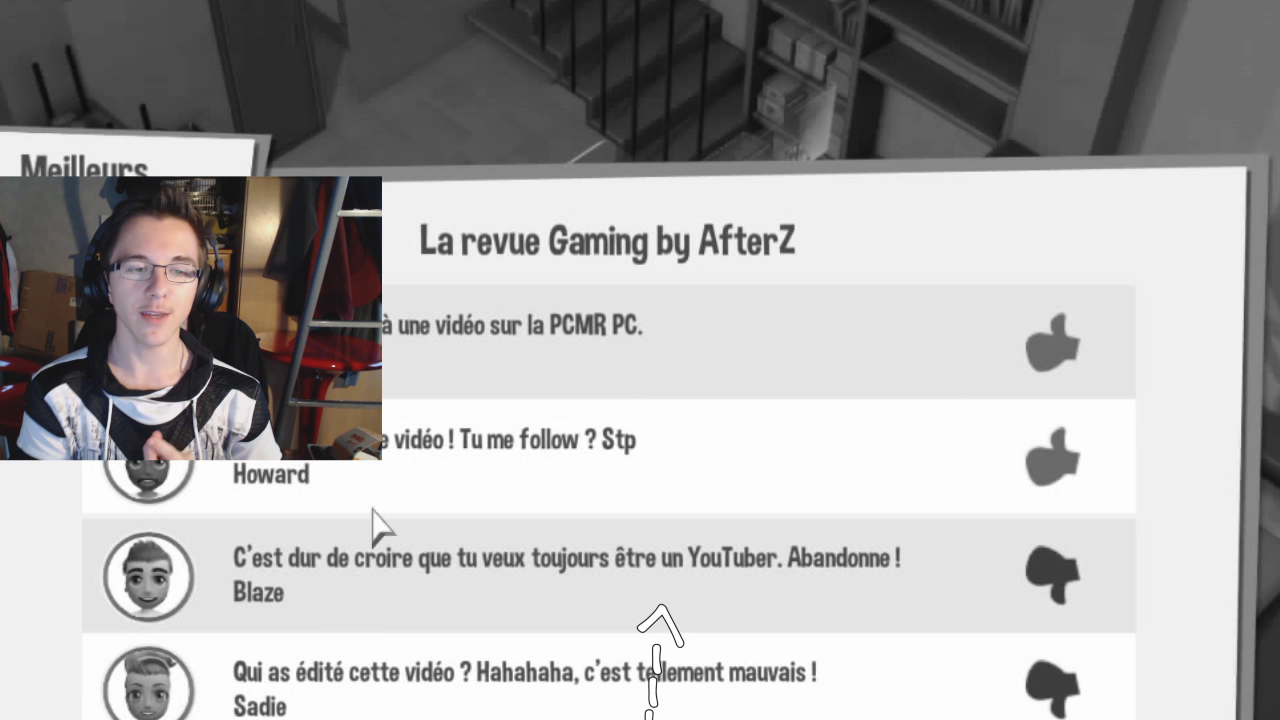 Meilleurs
La revue Gaming by AfterZ
à une vidéo sur la PCMR PC.
vidéo ! Tu me follow ? Stp
Howard
C'est dur de croire que tu veux toujours être un YouTuber. Abandonne !
Blaze
Qui as édité cette vidéo ? Hahahaha, c'est tellement mauvais !
Sadie